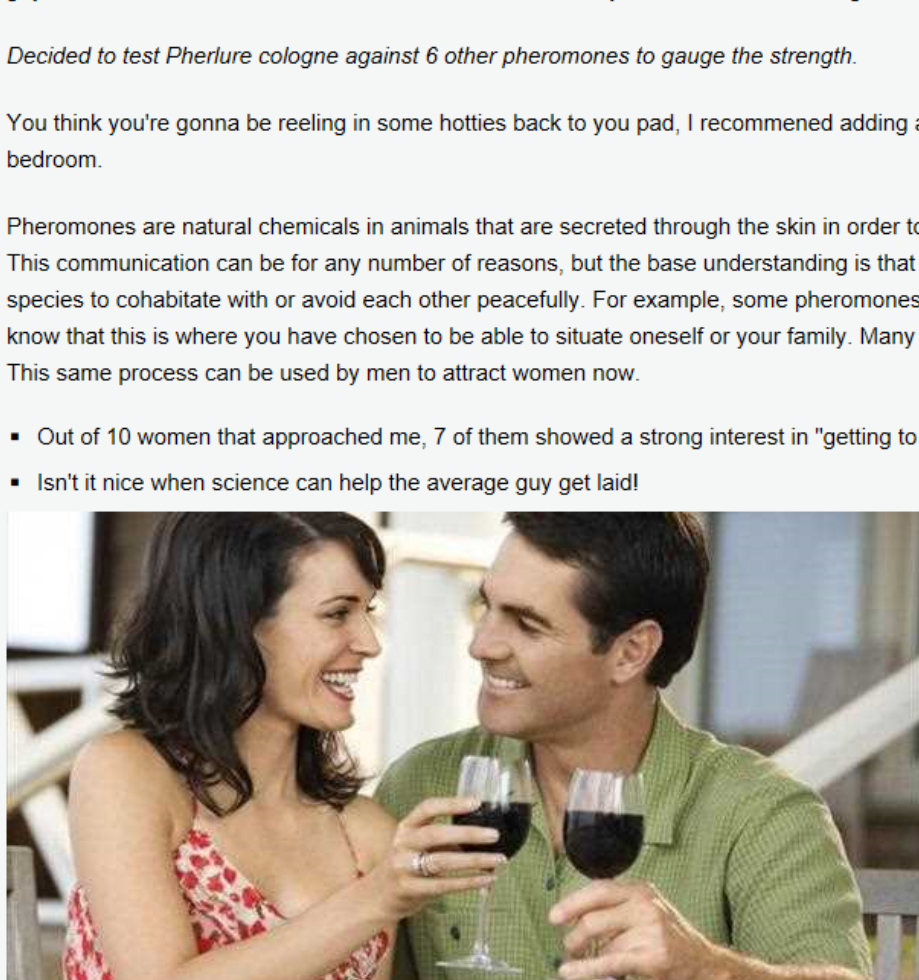 Decided to test Pherlure cologne against 6 other pheromones to gauge the strength.
You think you're gonna be reeling in some hotties back to you pad, I recommened adding
bedroom.
Pheromones are natural chemicals in animals that are secreted through the skin in order to
This communication can be for any number of reasons, but the base understanding is that
species to cohabitate with or avoid each other peacefully. For example, some pheromones
know that this is where you have chosen to be able to situate oneself or your family. Many
This same process can be used by men to attract women now.
▪ Out of 10 women that approached me, 7 of them showed a strong interest in "getting to
▪ Isn't it nice when science can help the average guy get laid!